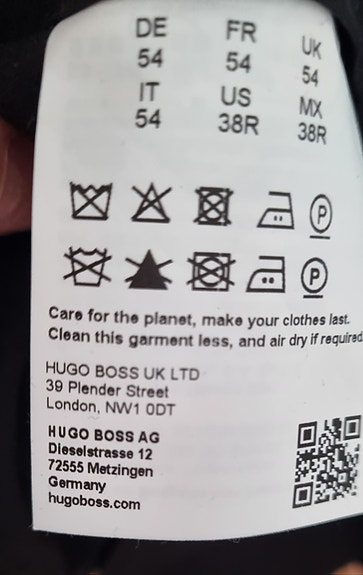 DE FR UK
54 54 54
IT US MX
54 38R 38R
P
P
Care for the planet, make your clothes last.
Clean this garment less, and air dry if required
HUGO BOSS UK LTD
39 Plender Street
London, NW1 0DT
HUGO BOSS AG
Dieselstrasse 12
72555 Metzingen
Germany
hugoboss.com